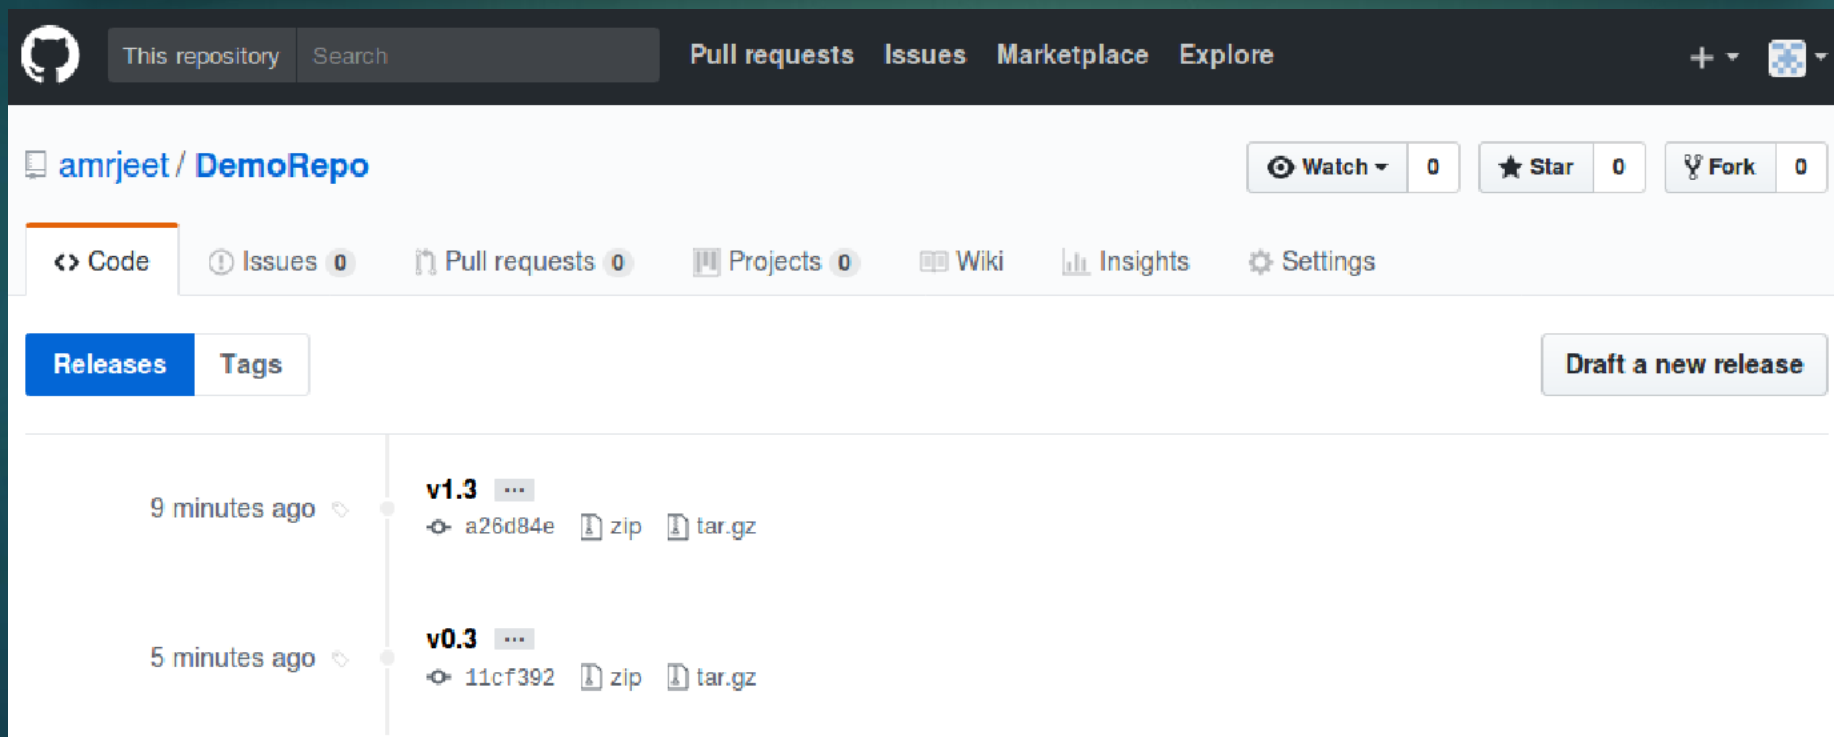 This repository Search Pull requests Issues Marketplace Explore
amrjeet / DemoRepo Watch 0 Star 0 Fork 0
Code Issues 0 Pull requests 0 Projects 0 Wiki Insights Settings
Releases Tags Draft a new release
v1.3 ...
9 minutes ago
a26d84e zip tar.gz
v0.3 ...
5 minutes ago
11cf392 zip tar.gz